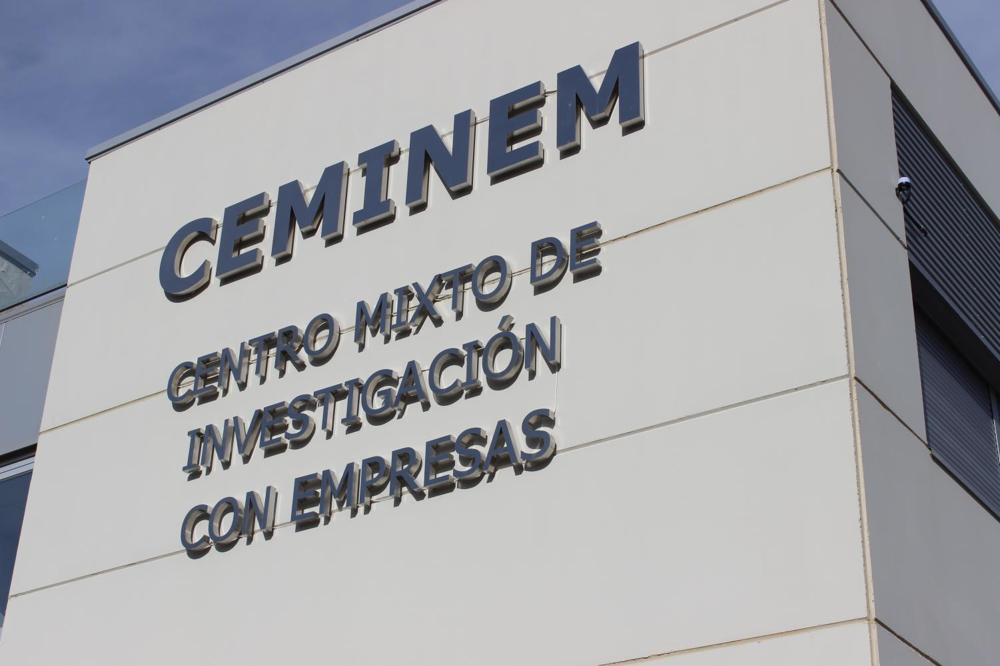 CEMINEM
CENTRO MIXTO DE
INVESTIGACIÓN
CON EMPRESAS